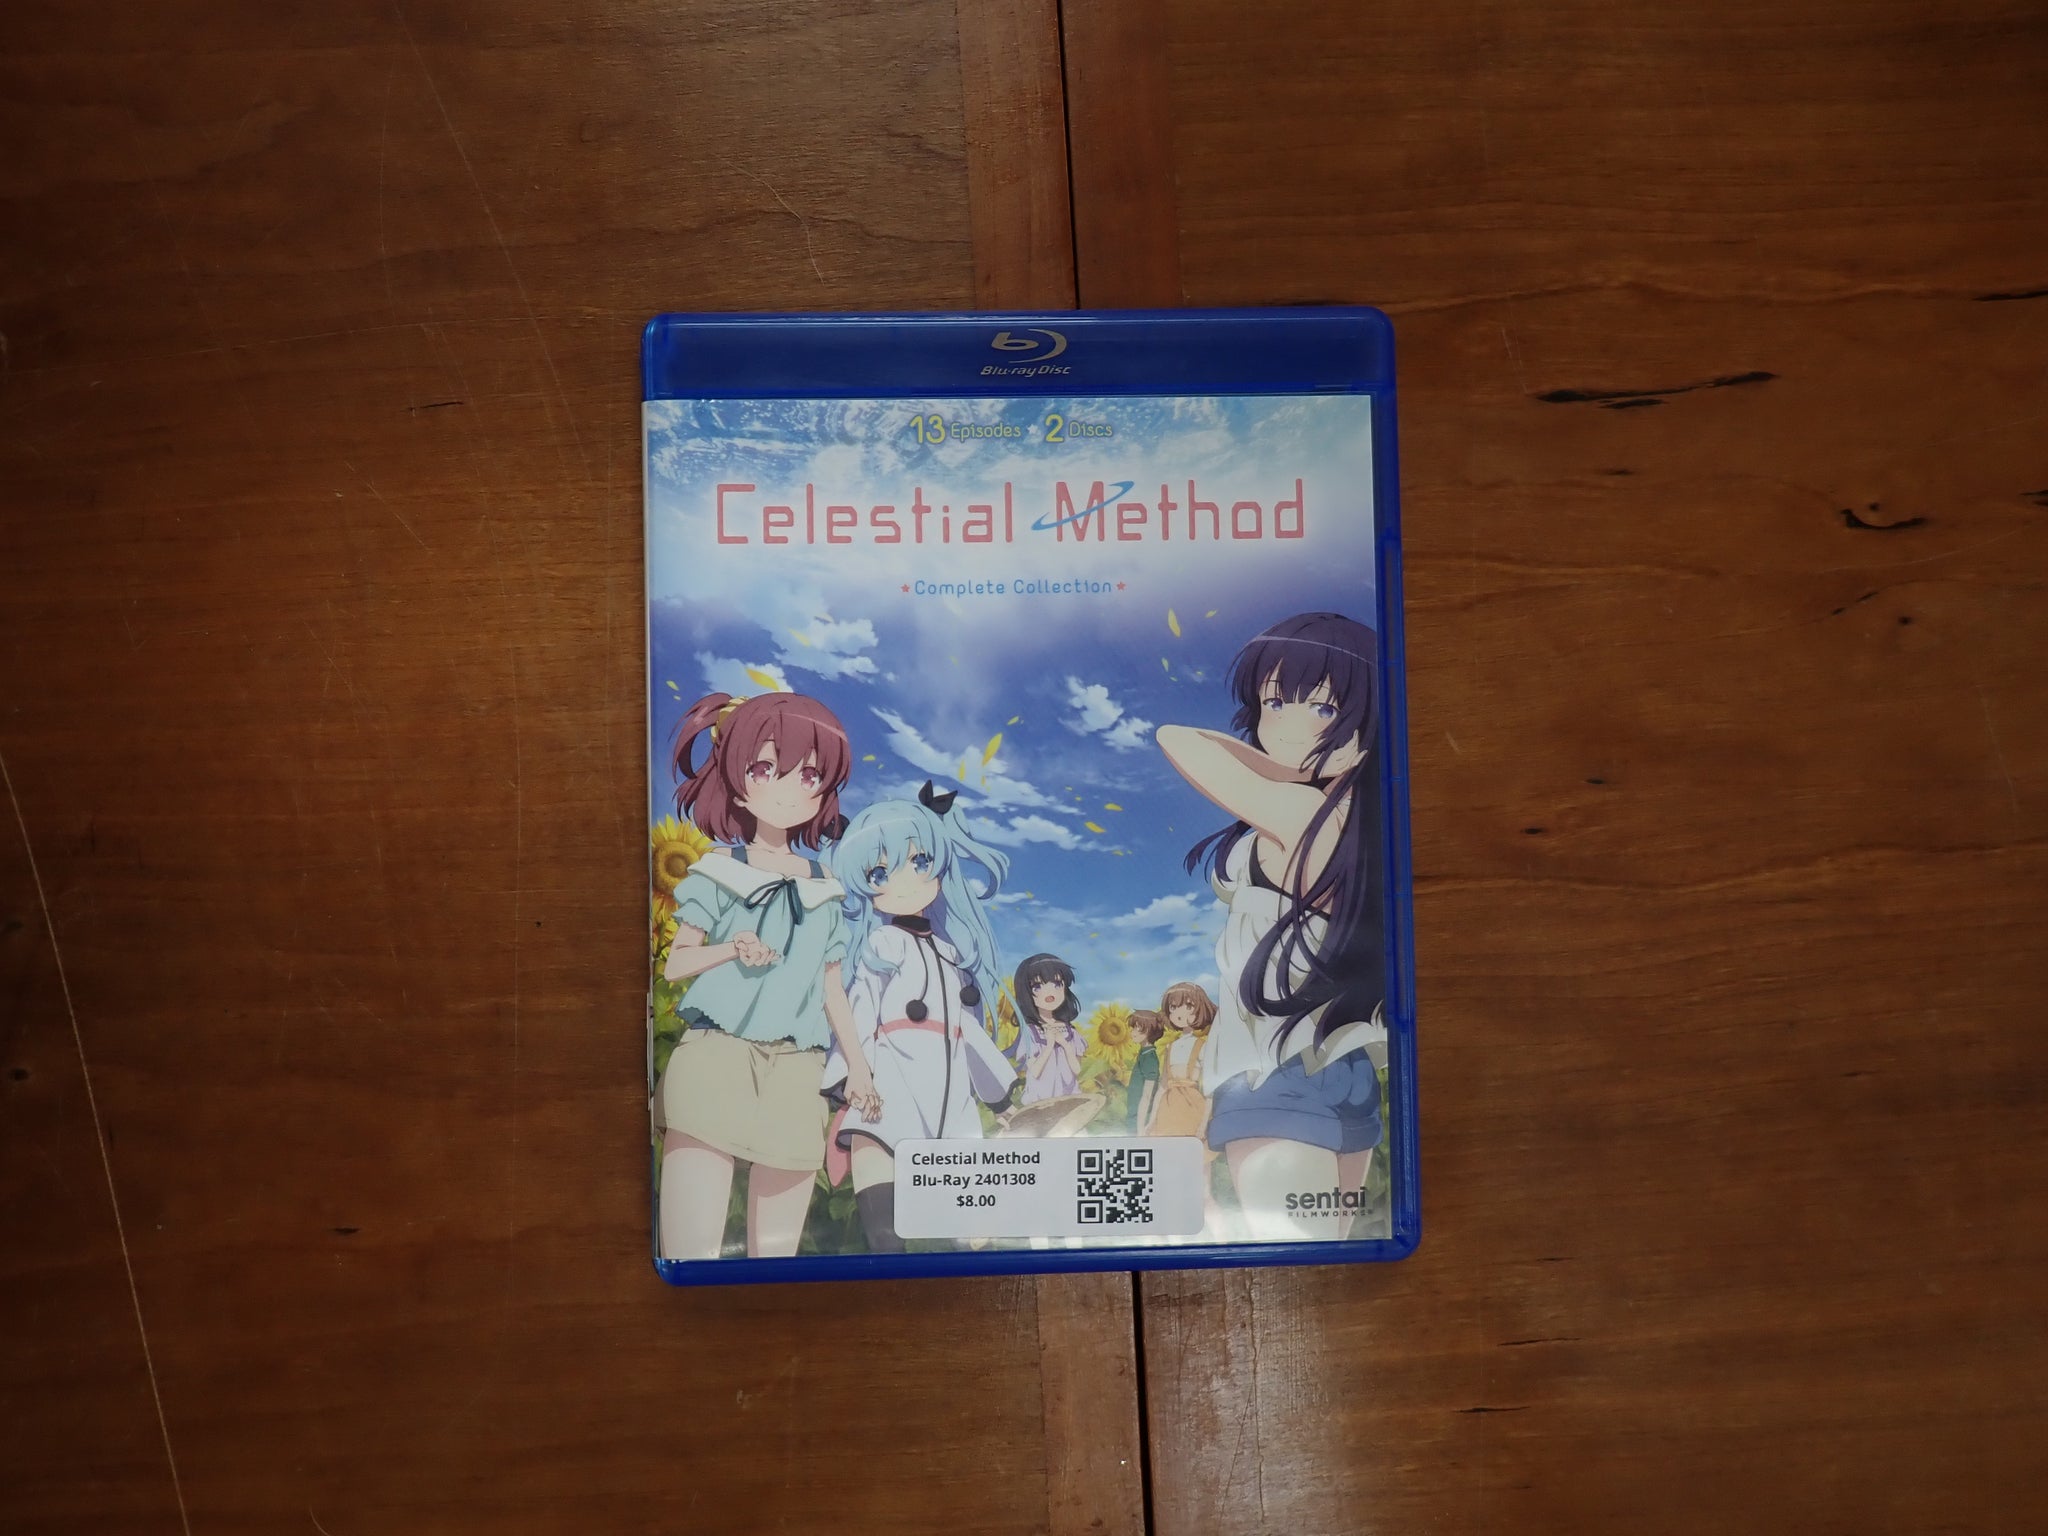 Blu-ray Disc
13 Episodes ★ 2 Discs
Celestial Method
★Complete Collection★
Celestial Method
Blu-Ray 2401308
$8.00
sentai
FILMWORKS